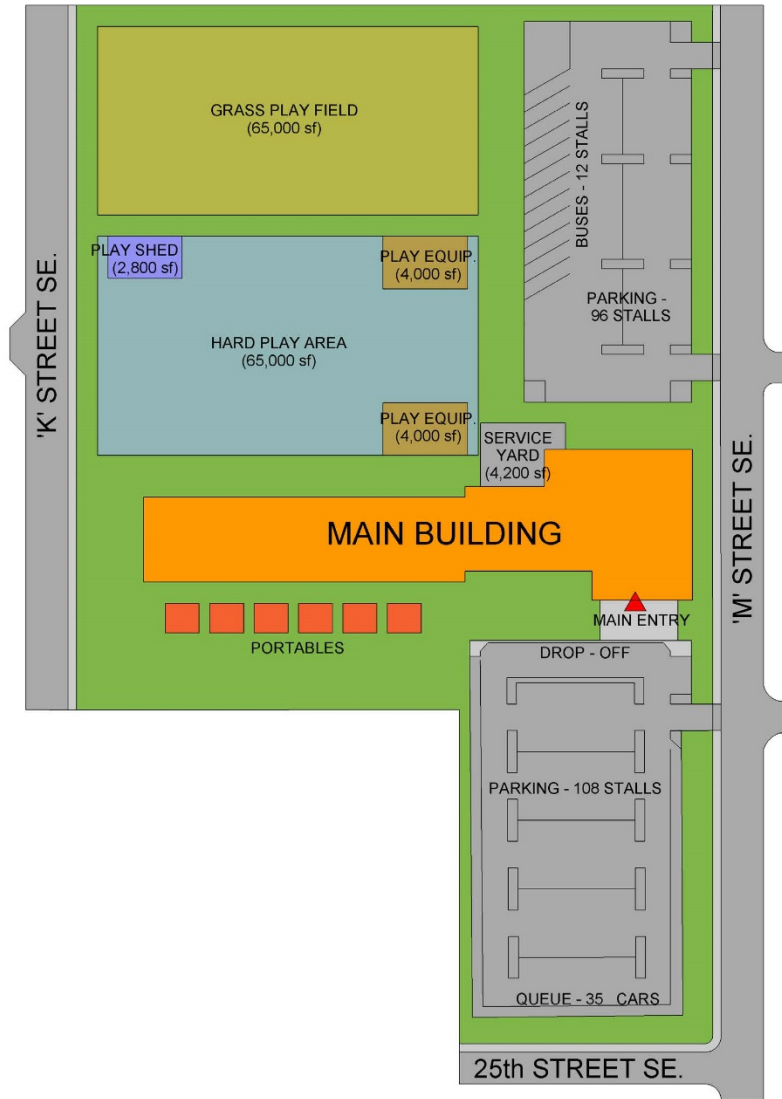 GRASS PLAY FIELD
(65,000 sf)
BUSES - 12 STALLS
PLAY SHED
(2,800 sf)
PLAY EQUIP.
(4,000 sf)
'K' STREET SE.
PARKING -
96 STALLS
HARD PLAY AREA
(65,000 sf)
PLAY EQUIP.
(4,000 sf)
SERVICE
YARD
(4,200 sf)
MAIN BUILDING
'M' STREET SE.
MAIN ENTRY
PORTABLES
DROP - OFF
PARKING - 108 STALLS
QUEUE - 35 CARS
25th STREET SE.